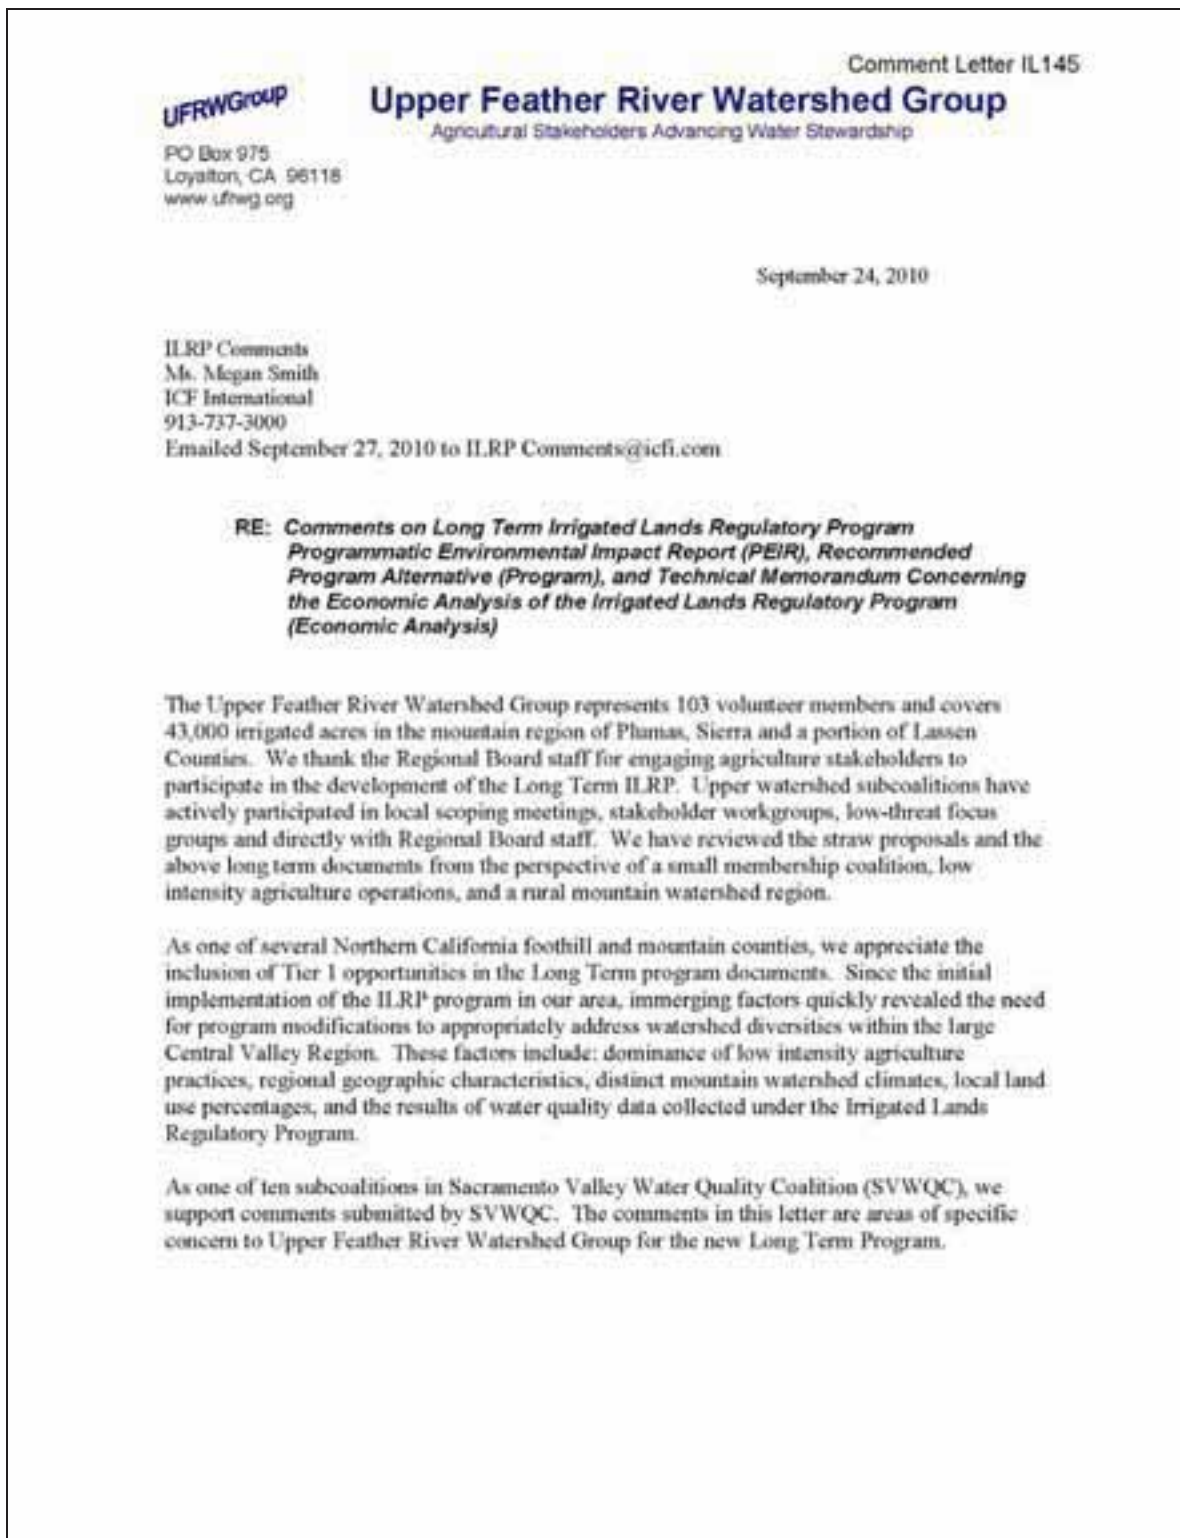 Comment Letter IL145
UFRWGroup
Upper Feather River Watershed Group
Agricultural Stakeholders Advancing Water Stewardship
PO Box 975
Loyalton, CA 96118
www.ufrwg.org
September 24, 2010
ILRP Comments
Ms. Megan Smith
ICF International
913-737-3000
Emailed September 27, 2010 to ILRP Comments@icfi.com
RE: Comments on Long Term Irrigated Lands Regulatory Program
Programmatic Environmental Impact Report (PEIR), Recommended
Program Alternative (Program), and Technical Memorandum Concerning
the Economic Analysis of the Irrigated Lands Regulatory Program
(Economic Analysis)
The Upper Feather River Watershed Group represents 103 volunteer members and covers
43,000 irrigated acres in the mountain region of Plumas, Sierra and a portion of Lassen
Counties. We thank the Regional Board staff for engaging agriculture stakeholders to
participate in the development of the Long Term ILRP. Upper watershed subcoalitions have
actively participated in local scoping meetings, stakeholder workgroups, low-threat focus
groups and directly with Regional Board staff. We have reviewed the straw proposals and the
above long term documents from the perspective of a small membership coalition, low
intensity agriculture operations, and a rural mountain watershed region.
As one of several Northern California foothill and mountain counties, we appreciate the
inclusion of Tier 1 opportunities in the Long Term program documents. Since the initial
implementation of the ILRP program in our area, immerging factors quickly revealed the need
for program modifications to appropriately address watershed diversities within the large
Central Valley Region. These factors include: dominance of low intensity agriculture
practices, regional geographic characteristics, distinct mountain watershed climates, local land
use percentages, and the results of water quality data collected under the Irrigated Lands
Regulatory Program.
As one of ten subcoalitions in Sacramento Valley Water Quality Coalition (SVWQC), we
support comments submitted by SVWQC. The comments in this letter are areas of specific
concern to Upper Feather River Watershed Group for the new Long Term Program.